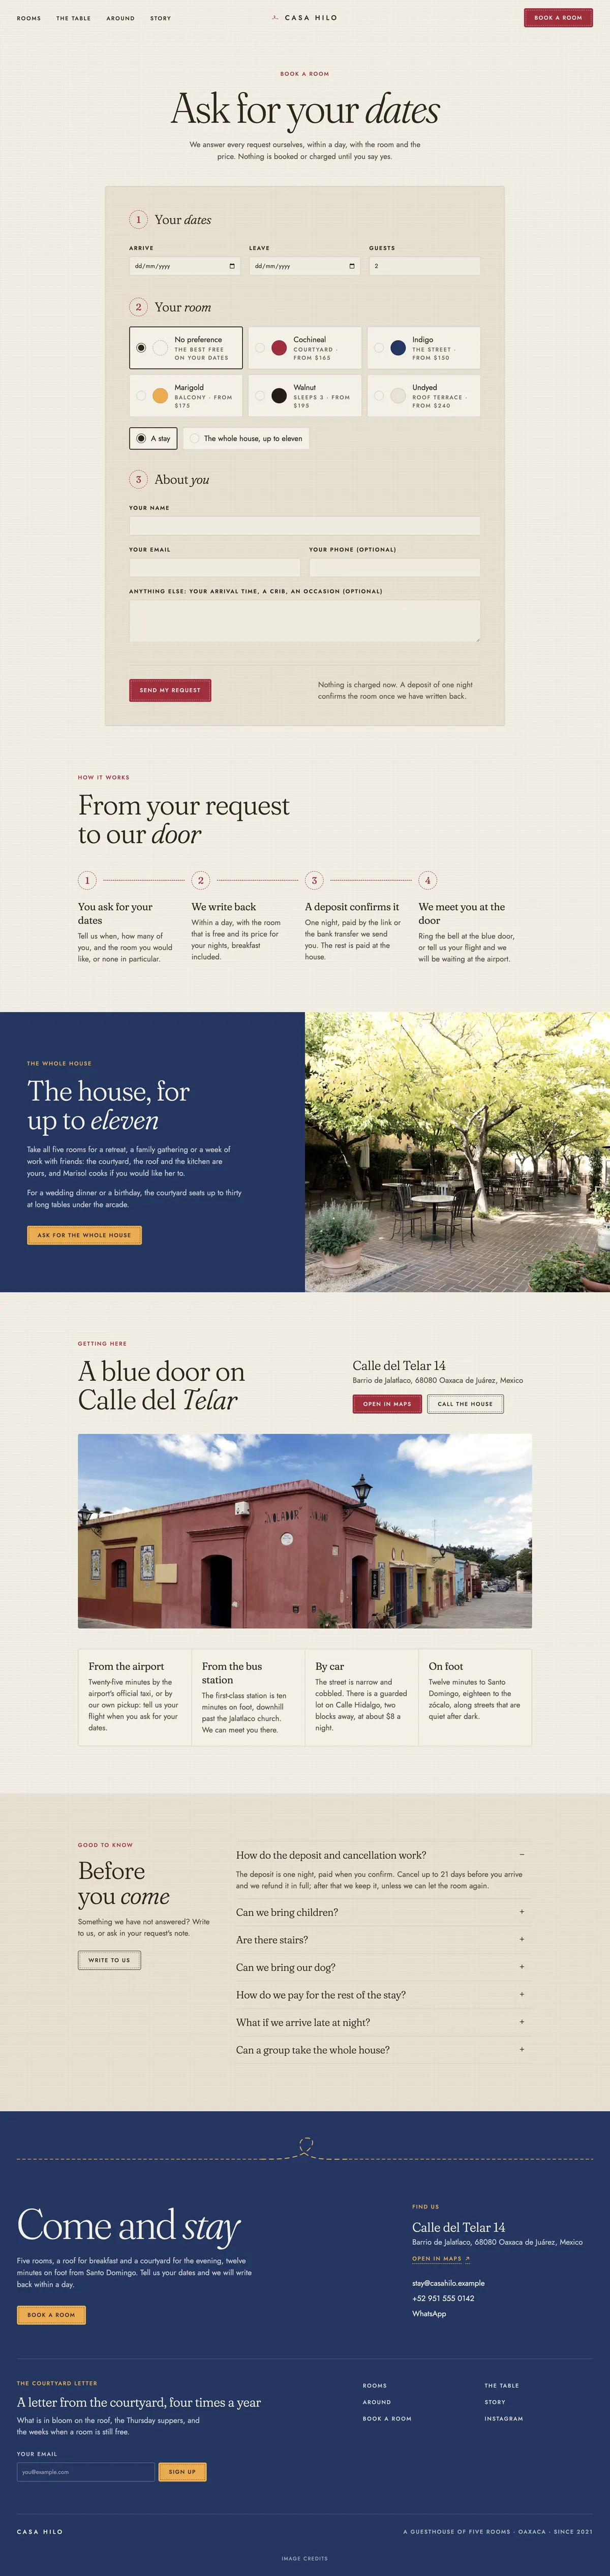 ROOMS THE TABLE AROUND STORY
CASA HILO
BOOK A ROOM
BOOK A ROOM
Ask for your dates
We answer every request ourselves, within a day, with the room and the
price. Nothing is booked or charged until you say yes.
1 Your dates
ARRIVE LEAVE GUESTS
dd/mm/yyyy dd/mm/yyyy 2
2 Your room
No preference
THE BEST FREE
ON YOUR DATES
Cochineal
COURTYARD ·
FROM $165
Indigo
THE STREET ·
FROM $150
Marigold
BALCONY · FROM
$175
Walnut
SLEEPS 3 · FROM
$195
Undyed
ROOF TERRACE ·
FROM $240
A stay
The whole house, up to eleven
3 About you
YOUR NAME
YOUR EMAIL YOUR PHONE (OPTIONAL)
ANYTHING ELSE: YOUR ARRIVAL TIME, A CRIB, AN OCCASION (OPTIONAL)
SEND MY REQUEST
Nothing is charged now. A deposit of one night
confirms the room once we have written back.
HOW IT WORKS
From your request
to our door
1
You ask for your
dates
Tell us when, how many of
you, and the room you would
like, or none in particular.
2
We write back
Within a day, with the room
that is free and its price for
your nights, breakfast
included.
3
A deposit confirms it
One night, paid by the link or
the bank transfer we send
you. The rest is paid at the
house.
4
We meet you at the
door
Ring the bell at the blue door,
or tell us your flight and we
will be waiting at the airport.
THE WHOLE HOUSE
The house, for
up to eleven
Take all five rooms for a retreat, a family gathering or a week of
work with friends: the courtyard, the roof and the kitchen are
yours, and Marisol cooks if you would like her to.
For a wedding dinner or a birthday, the courtyard seats up to thirty
at long tables under the arcade.
ASK FOR THE WHOLE HOUSE
GETTING HERE
A blue door on
Calle del Telar
Calle del Telar 14
Barrio de Jalatlaco, 68080 Oaxaca de Juárez, Mexico
OPEN IN MAPS
CALL THE HOUSE
From the airport
Twenty-five minutes by the
airport's official taxi, or by
our own pickup: tell us your
flight when you ask for your
dates.
From the bus
station
The first-class station is ten
minutes on foot, downhill
past the Jalatlaco church.
We can meet you there.
By car
The street is narrow and
cobbled. There is a guarded
lot on Calle Hidalgo, two
blocks away, at about $8 a
night.
On foot
Twelve minutes to Santo
Domingo, eighteen to the
zócalo, along streets that are
quiet after dark.
GOOD TO KNOW
Before
you come
Something we have not answered? Write
to us, or ask in your request's note.
WRITE TO US
How do the deposit and cancellation work?
The deposit is one night, paid when you confirm. Cancel up to 21 days before you arrive
and we refund it in full; after that we keep it, unless we can let the room again.
Can we bring children?
Are there stairs?
Can we bring our dog?
How do we pay for the rest of the stay?
What if we arrive late at night?
Can a group take the whole house?
Come and stay
Five rooms, a roof for breakfast and a courtyard for the evening, twelve
minutes on foot from Santo Domingo. Tell us your dates and we will write
back within a day.
BOOK A ROOM
FIND US
Calle del Telar 14
Barrio de Jalatlaco, 68080 Oaxaca de Juárez, Mexico
OPEN IN MAPS ↗
stay@casahilo.example
+52 951 555 0142
WhatsApp
THE COURTYARD LETTER
A letter from the courtyard, four times a year
What is in bloom on the roof, the Thursday suppers, and
the weeks when a room is still free.
YOUR EMAIL
you@example.com
SIGN UP
ROOMS THE TABLE
AROUND STORY
BOOK A ROOM INSTAGRAM
CASA HILO
A GUESTHOUSE OF FIVE ROOMS · OAXACA · SINCE 2021
IMAGE CREDITS